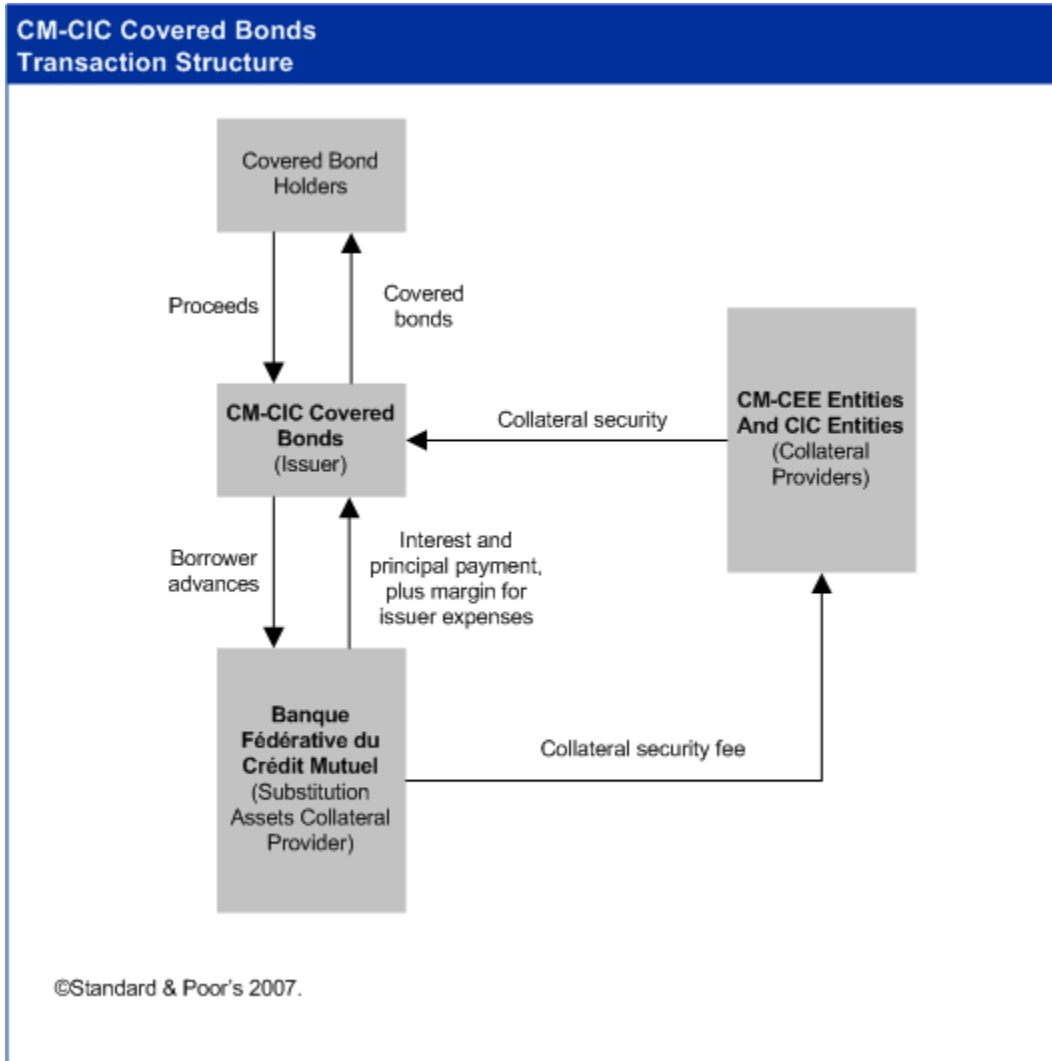 CM-CIC Covered Bonds
Transaction Structure
Covered Bond
Holders
Proceeds
Covered
bonds
CM-CIC Covered
Bonds
(Issuer)
Collateral security
CM-CEE Entities
And CIC Entities
(Collateral
Providers)
Borrower
advances
Interest and
principal payment,
plus margin for
issuer expenses
Banque
Fédérative du
Crédit Mutuel
(Substitution
Assets Collateral
Provider)
Collateral security fee
©Standard & Poor's 2007.